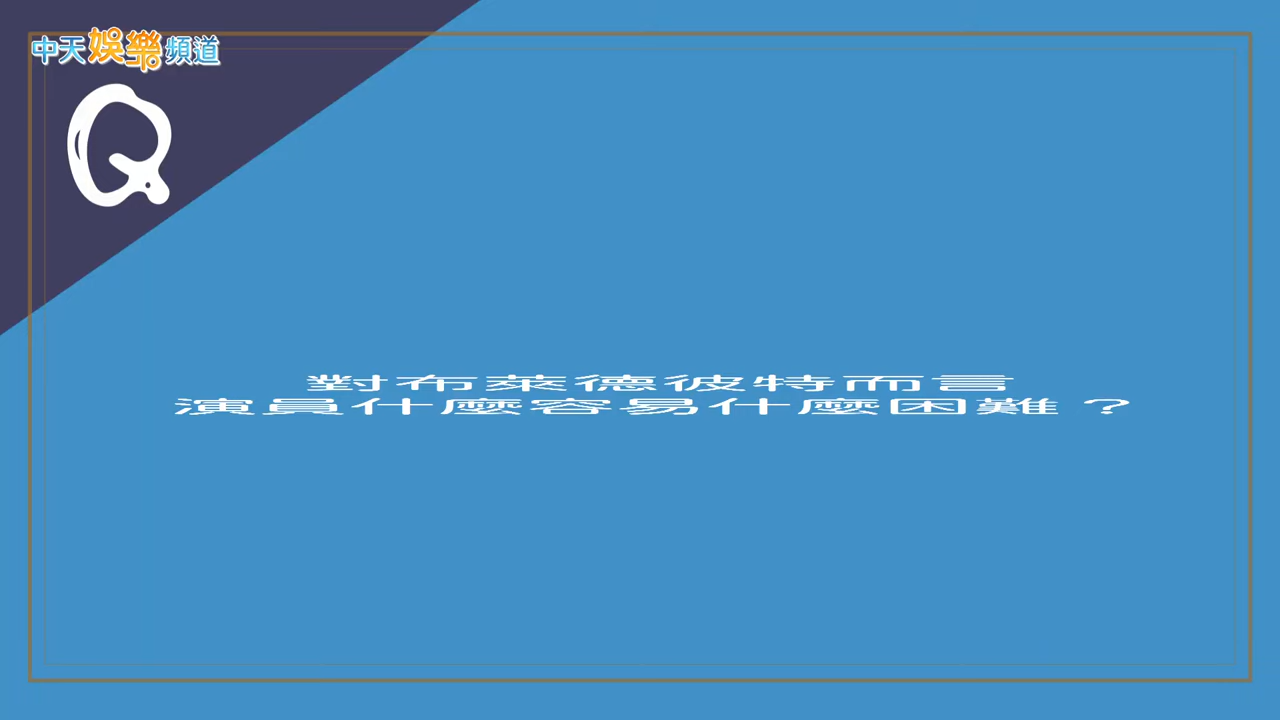 中天娛樂頻道
Q
對布萊德彼特而言
演員什麼容易什麼困難？